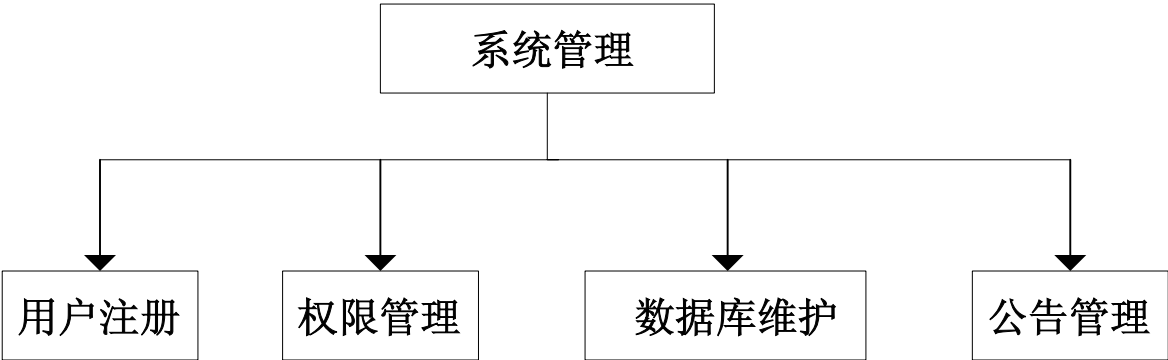 系统管理
用户注册
权限管理
数据库维护
公告管理